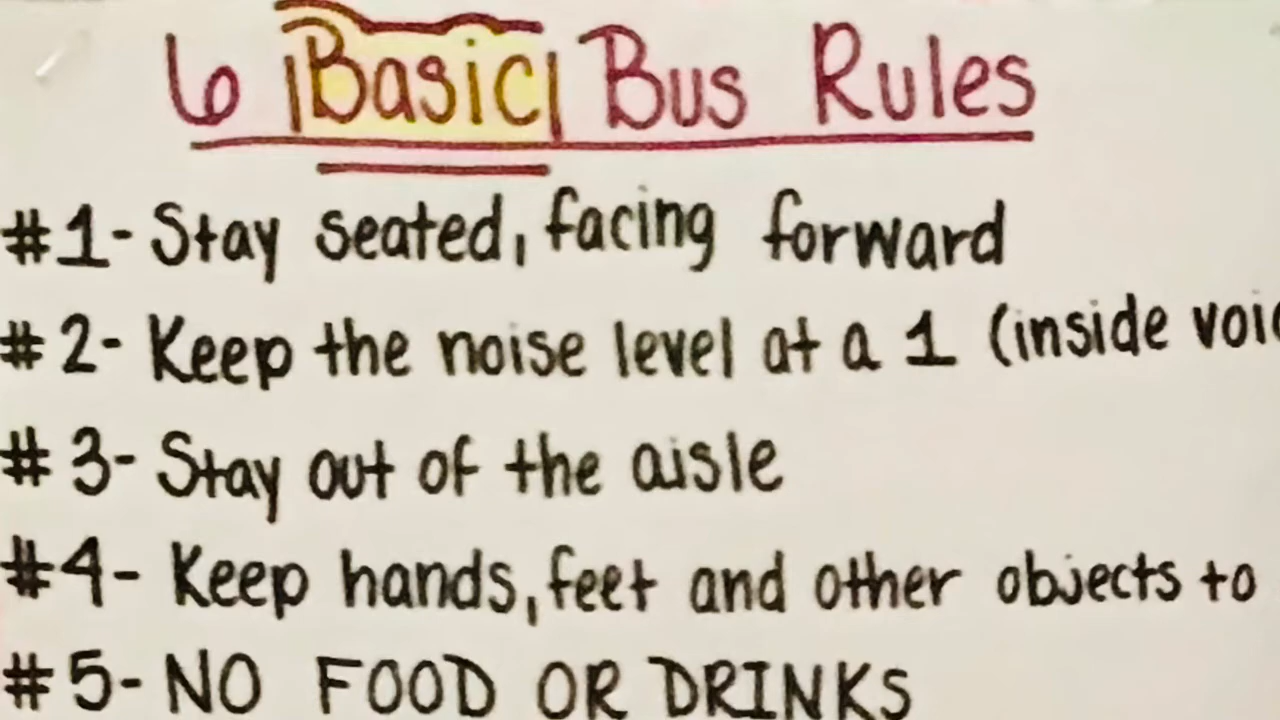 6 Basic Bus Rules
#1- Stay seated, facing forward
#2- Keep the noise level at a 1 (inside
#3- Stay out of the aisle
#4- Keep hands, feet and other objects to
#5- NO FOOD OR DRINKS